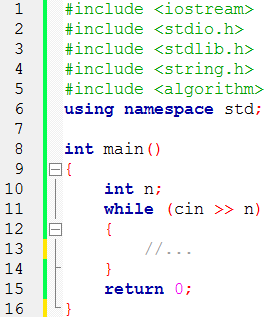 1 #include <iostream>
2 #include <stdio.h>
3 #include <stdlib.h>
4 #include <string.h>
5 #include <algorithm>
6 using namespace std;
7
8 int main()
9 {
10 int n;
11 while (cin >> n)
12 {
13 //...
14 }
15 return 0;
16 }